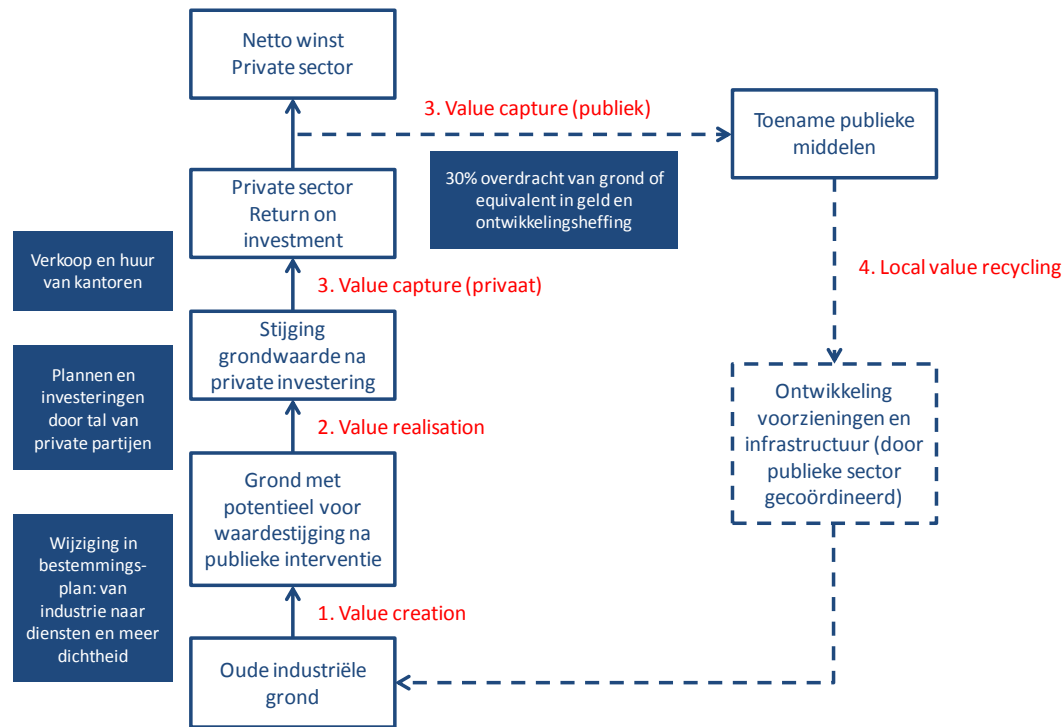 Netto winst
Private sector
3. Value capture (publiek)
Toename publieke
middelen
30% overdracht van grond of
equivalent in geld en
ontwikkelingsheffing
Private sector
Return on
investment
Verkoop en huur
van kantoren
3. Value capture (privaat)
4. Local value recycling
Stijging
grondwaarde na
private investering
Plannen en
investeringen
door tal van
private partijen
2. Value realisation
Ontwikkeling
voorzieningen en
infrastructuur (door
publieke sector
gecoördineerd)
Grond met
potentieel voor
waardestijging na
publieke interventie
Wijziging in
bestemmings-
plan: van
industrie naar
diensten en meer
dichtheid
1. Value creation
Oude industriële
grond